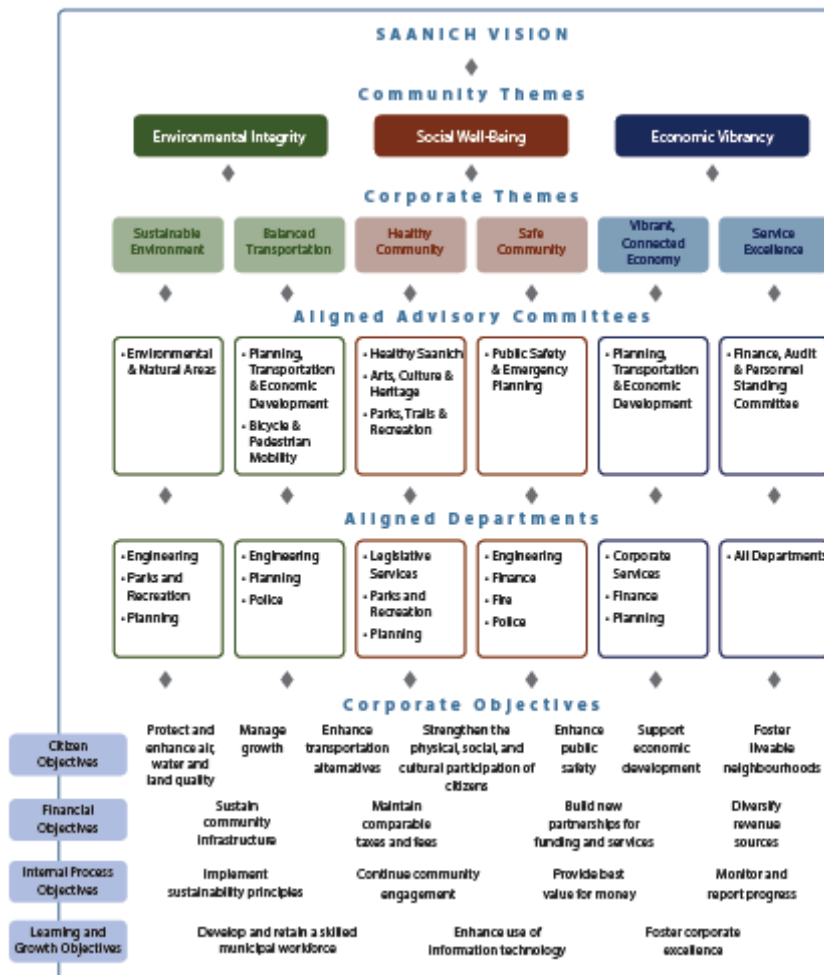 SAANICH VISION
Community Themes
Environmental Integrity
Social Well-Being
Economic Vibrancy
Corporate Themes
Sustainable
Environment
Balanced
Transportation
Healthy
Community
Safe
Community
Vibrant,
Connected
Economy
Service
Excellence
Aligned Advisory Committees
• Environmental
& Natural Areas
• Planning,
Transportation
& Economic
Development
• Bicycle &
Pedestrian
Mobility
• Healthy Saanich
• Arts, Culture &
Heritage
• Parks, Trails &
Recreation
• Public Safety
& Emergency
Planning
• Planning,
Transportation
& Economic
Development
• Finance, Audit
& Personnel
Standing
Committee
Aligned Departments
• Engineering
• Parks and
Recreation
• Planning
• Engineering
• Planning
• Police
• Legislative
Services
• Parks and
Recreation
• Planning
• Engineering
• Finance
• Fire
• Police
• Corporate
Services
• Finance
• Planning
• All Departments
Corporate Objectives
Citizen
Objectives
Protect and
enhance air,
water and
land quality
Manage
growth
Enhance
transportation
alternatives
Strengthen the
physical, social, and
cultural participation of
citizens
Enhance
public
safety
Support
economic
development
Foster
liveable
neighbourhoods
Financial
Objectives
Sustain
community
infrastructure
Maintain
comparable
taxes and fees
Build new
partnerships for
funding and services
Diversify
revenue
sources
Internal Process
Objectives
Implement
sustainability principles
Continue community
engagement
Provide best
value for money
Monitor and
report progress
Learning and
Growth Objectives
Develop and retain a skilled
municipal workforce
Enhance use of
information technology
Foster corporate
excellence